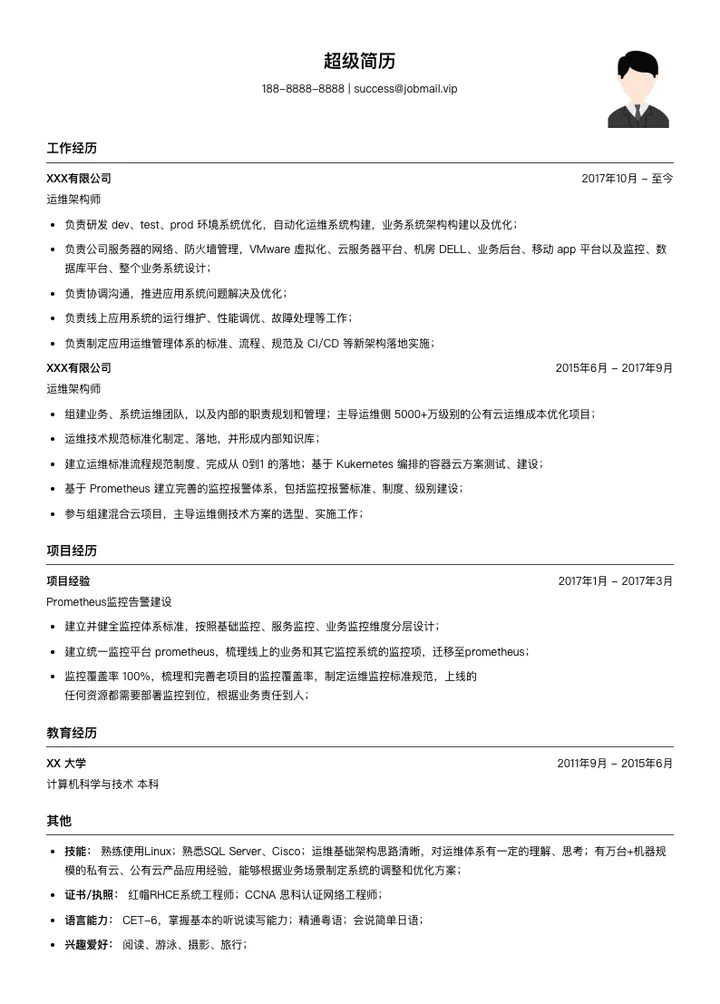 超级简历
188-8888-8888 | success@jobmail.vip
工作经历
XXX有限公司 2017年10月 - 至今
运维架构师
• 负责研发 dev、test、prod 环境系统优化，自动化运维系统构建，业务系统架构构建以及优化；
• 负责公司服务器的网络、防火墙管理，VMware 虚拟化、云服务器平台、机房 DELL、业务后台、移动 app 平台以及监控、数
据库平台、整个业务系统设计；
• 负责协调沟通，推进应用系统问题解决及优化；
• 负责线上应用系统的运行维护、性能调优、故障处理等工作；
• 负责制定应用运维管理体系的标准、流程、规范及 CI/CD 等新架构落地实施；
XXX有限公司 2015年6月 - 2017年9月
运维架构师
• 组建业务、系统运维团队，以及内部的职责规划和管理；主导运维侧 5000+万级别的公有云运维成本优化项目；
• 运维技术规范标准化制定、落地，并形成内部知识库；
• 建立运维标准流程规范制度、完成从 0到1 的落地；基于 Kukernetes 编排的容器云方案测试、建设；
• 基于 Prometheus 建立完善的监控报警体系，包括监控报警标准、制度、级别建设；
• 参与组建混合云项目，主导运维侧技术方案的选型、实施工作；
项目经历
项目经验 2017年1月 - 2017年3月
Prometheus监控告警建设
• 建立并健全监控体系标准，按照基础监控、服务监控、业务监控维度分层设计；
• 建立统一监控平台 prometheus，梳理线上的业务和其它监控系统的监控项，迁移至prometheus；
• 监控覆盖率 100%，梳理和完善老项目的监控覆盖率，制定运维监控标准规范，上线的
任何资源都需要部署监控到位，根据业务责任到人；
教育经历
XX 大学 2011年9月 - 2015年6月
计算机科学与技术 本科
其他
• 技能： 熟练使用Linux；熟悉SQL Server、Cisco；运维基础架构思路清晰，对运维体系有一定的理解、思考；有万台+机器规
模的私有云、公有云产品应用经验，能够根据业务场景制定系统的调整和优化方案；
• 证书/执照： 红帽RHCE系统工程师；CCNA 思科认证网络工程师；
• 语言能力： CET-6，掌握基本的听说读写能力；精通粤语；会说简单日语；
• 兴趣爱好： 阅读、游泳、摄影、旅行；